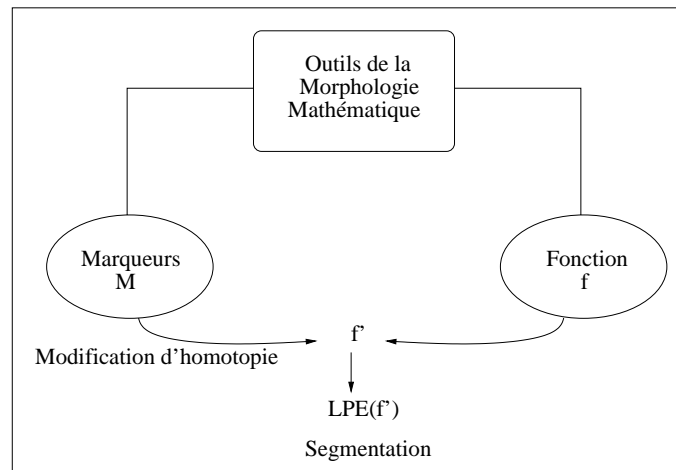 Outils de la
Morphologie
Mathématique
Marqueurs
M
Fonction
f
f'
Modification d'homotopie
LPE(f')
Segmentation